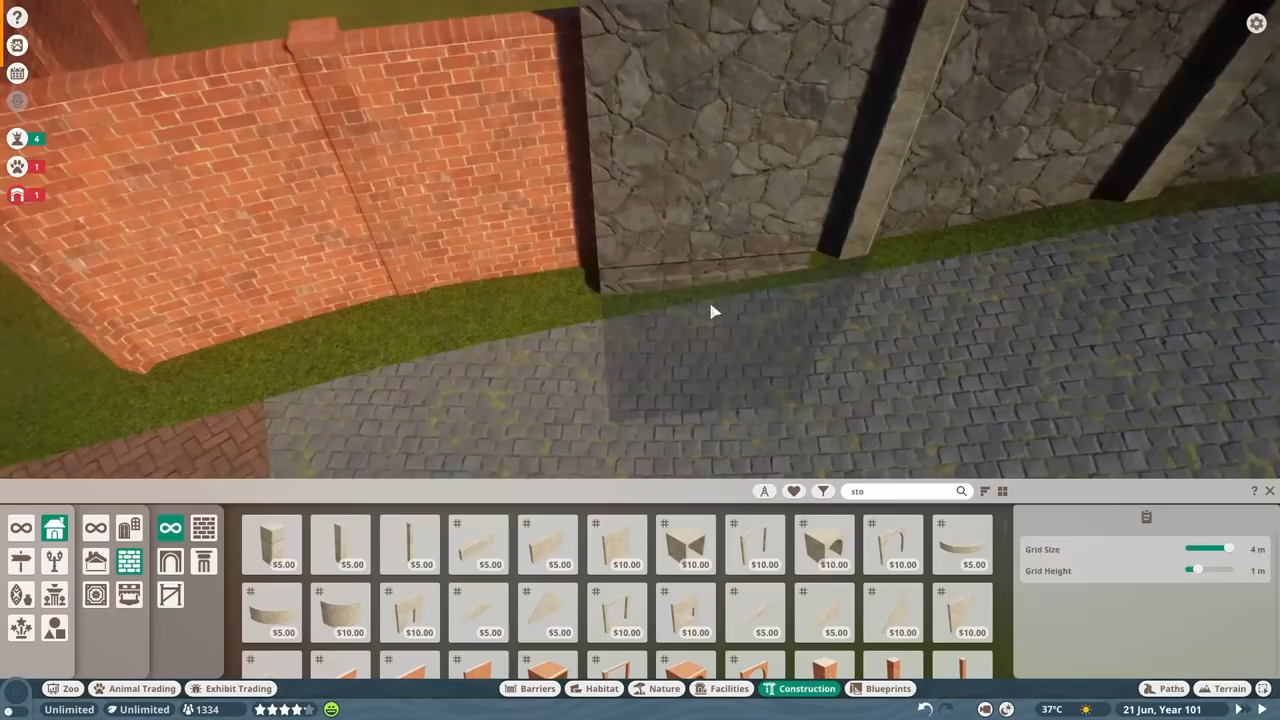 ?
4
1
1
sto
?
Grid Size 4 m
Grid Height 1 m
$5.00 $5.00 $5.00 $5.00 $5.00 $10.00 $10.00 $10.00 $10.00 $10.00 $5.00
$5.00 $10.00 $10.00 $5.00 $5.00 $10.00 $10.00 $5.00 $5.00 $10.00 $10.00
Zoo Animal Trading Exhibit Trading Barriers Habitat Nature Facilities Construction Blueprints Paths Terrain
Unlimited Unlimited 1334 37°C 21 Jun, Year 101